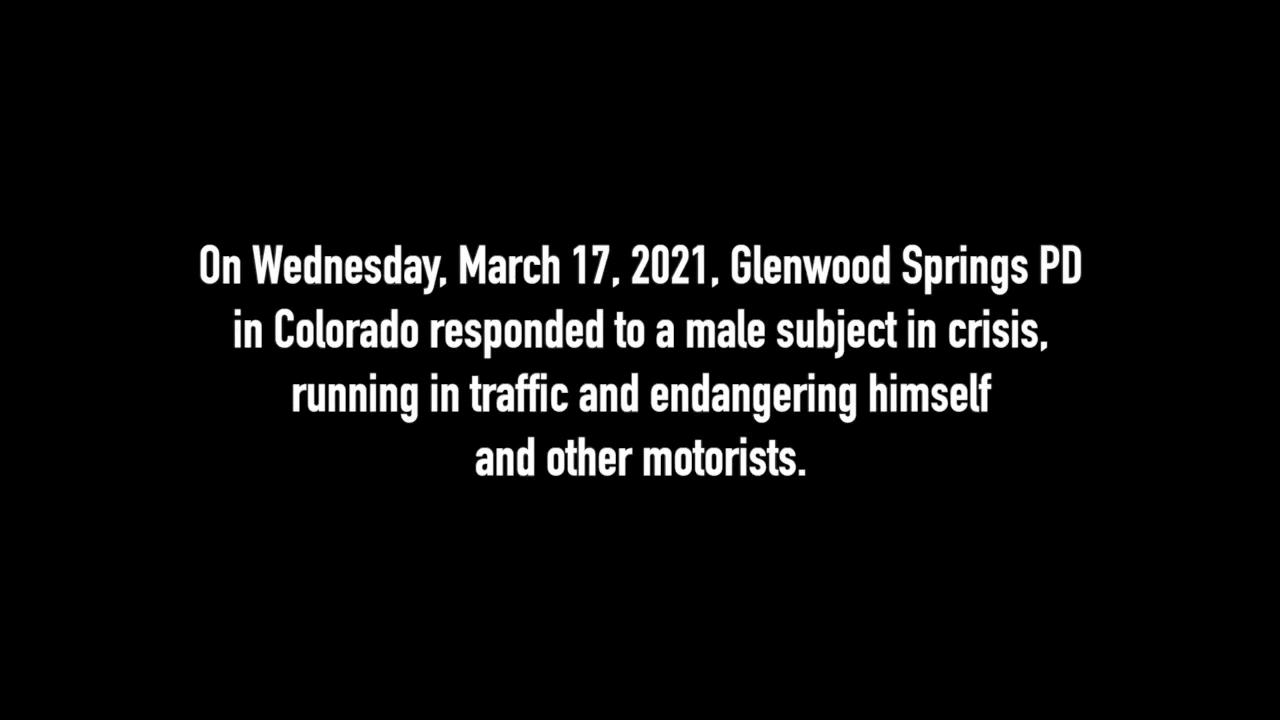 On Wednesday, March 17, 2021, Glenwood Springs PD
in Colorado responded to a male subject in crisis,
running in traffic and endangering himself
and other motorists.